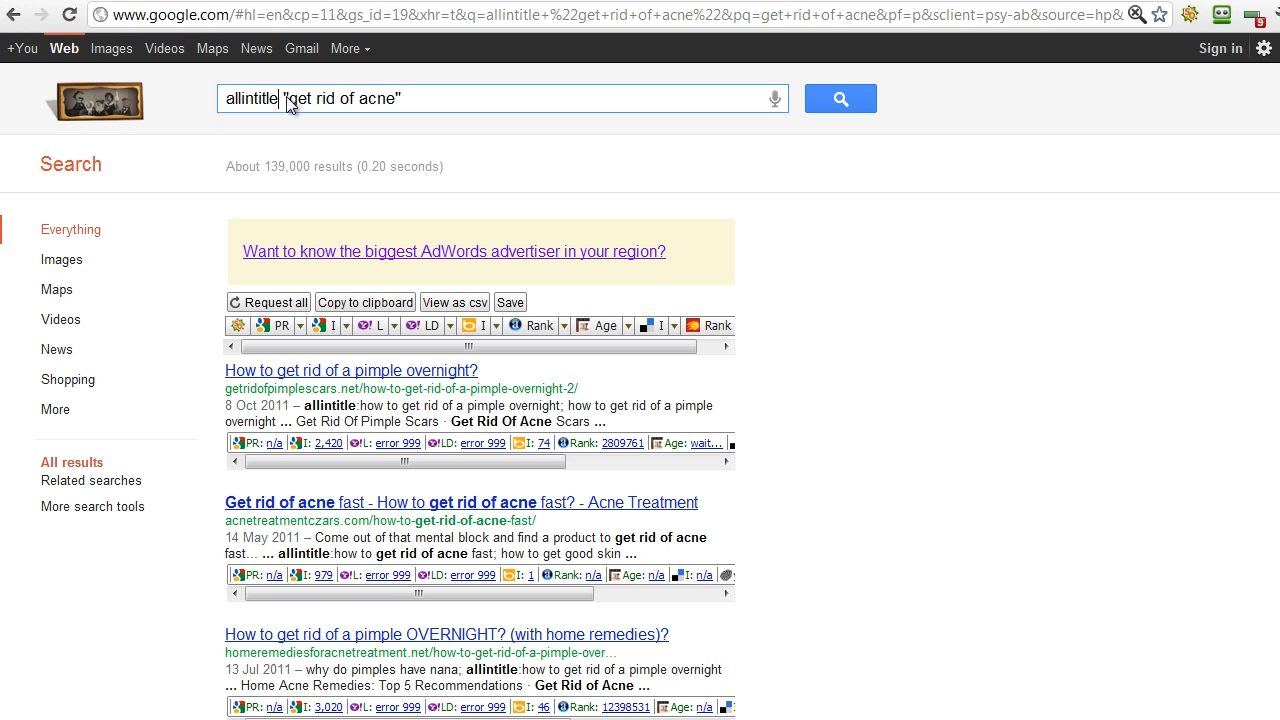 www.google.com/#hl=en&cp=11&gs_id=19&xhr=t&q=allintitle+%22get+rid+of+acne%22&pq=get+rid+of+acne&pf=p&sclient=psy-ab&source=hp&
9
+You Web Images Videos Maps News Gmail More Sign in
allintitle "get rid of acne"
Search About 139,000 results (0.20 seconds)
Everything
Images
Maps
Videos
News
Shopping
More
All results
Related searches
More search tools
Want to know the biggest AdWords advertiser in your region?
Request all Copy to clipboard View as csv Save
PR I L LD I Rank Age I Rank
How to get rid of a pimple overnight?
getridofpimplescars.net/how-to-get-rid-of-a-pimple-overnight-2/
8 Oct 2011 – allintitle:how to get rid of a pimple overnight; how to get rid of a pimple
overnight ... Get Rid Of Pimple Scars · Get Rid Of Acne Scars ...
PR: n/a I: 2,420 L: error 999 LD: error 999 I: 74 Rank: 2809761 Age: wait...
Get rid of acne fast - How to get rid of acne fast? - Acne Treatment
acnetreatmentczars.com/how-to-get-rid-of-acne-fast/
14 May 2011 – Come out of that mental block and find a product to get rid of acne
fast... ... allintitle:how to get rid of acne fast; how to get good skin ...
PR: n/a I: 979 L: error 999 LD: error 999 I: 1 Rank: n/a Age: n/a I: n/a
How to get rid of a pimple OVERNIGHT? (with home remedies)?
homeremediesforacnetreatment.net/how-to-get-rid-of-a-pimple-over...
13 Jul 2011 – why do pimples have nana; allintitle:how to get rid of a pimple overnight
... Home Acne Remedies: Top 5 Recommendations · Get Rid of Acne ...
PR: n/a I: 3,020 L: error 999 LD: error 999 I: 46 Rank: 12398531 Age: n/a